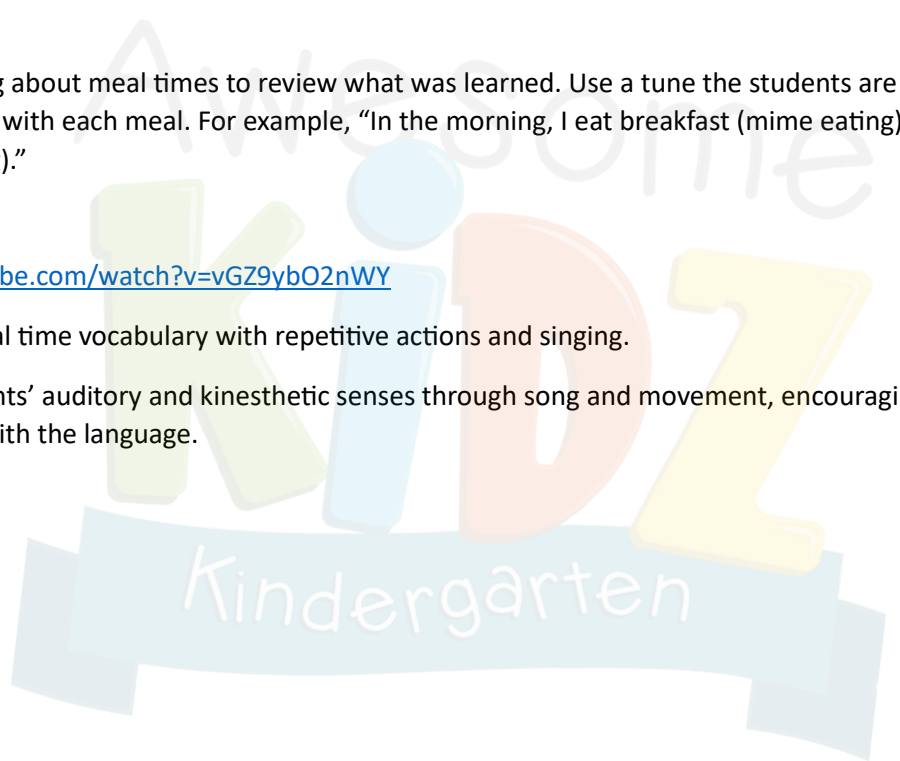 g about meal times to review what was learned. Use a tune the students are
with each meal. For example, “In the morning, I eat breakfast (mime eating)
).”
be.com/watch?v=vGZ9ybO2nWY
al time vocabulary with repetitive actions and singing.
nts’ auditory and kinesthetic senses through song and movement, encouragi
ith the language.
Awesome
KiDZ
Kindergarten